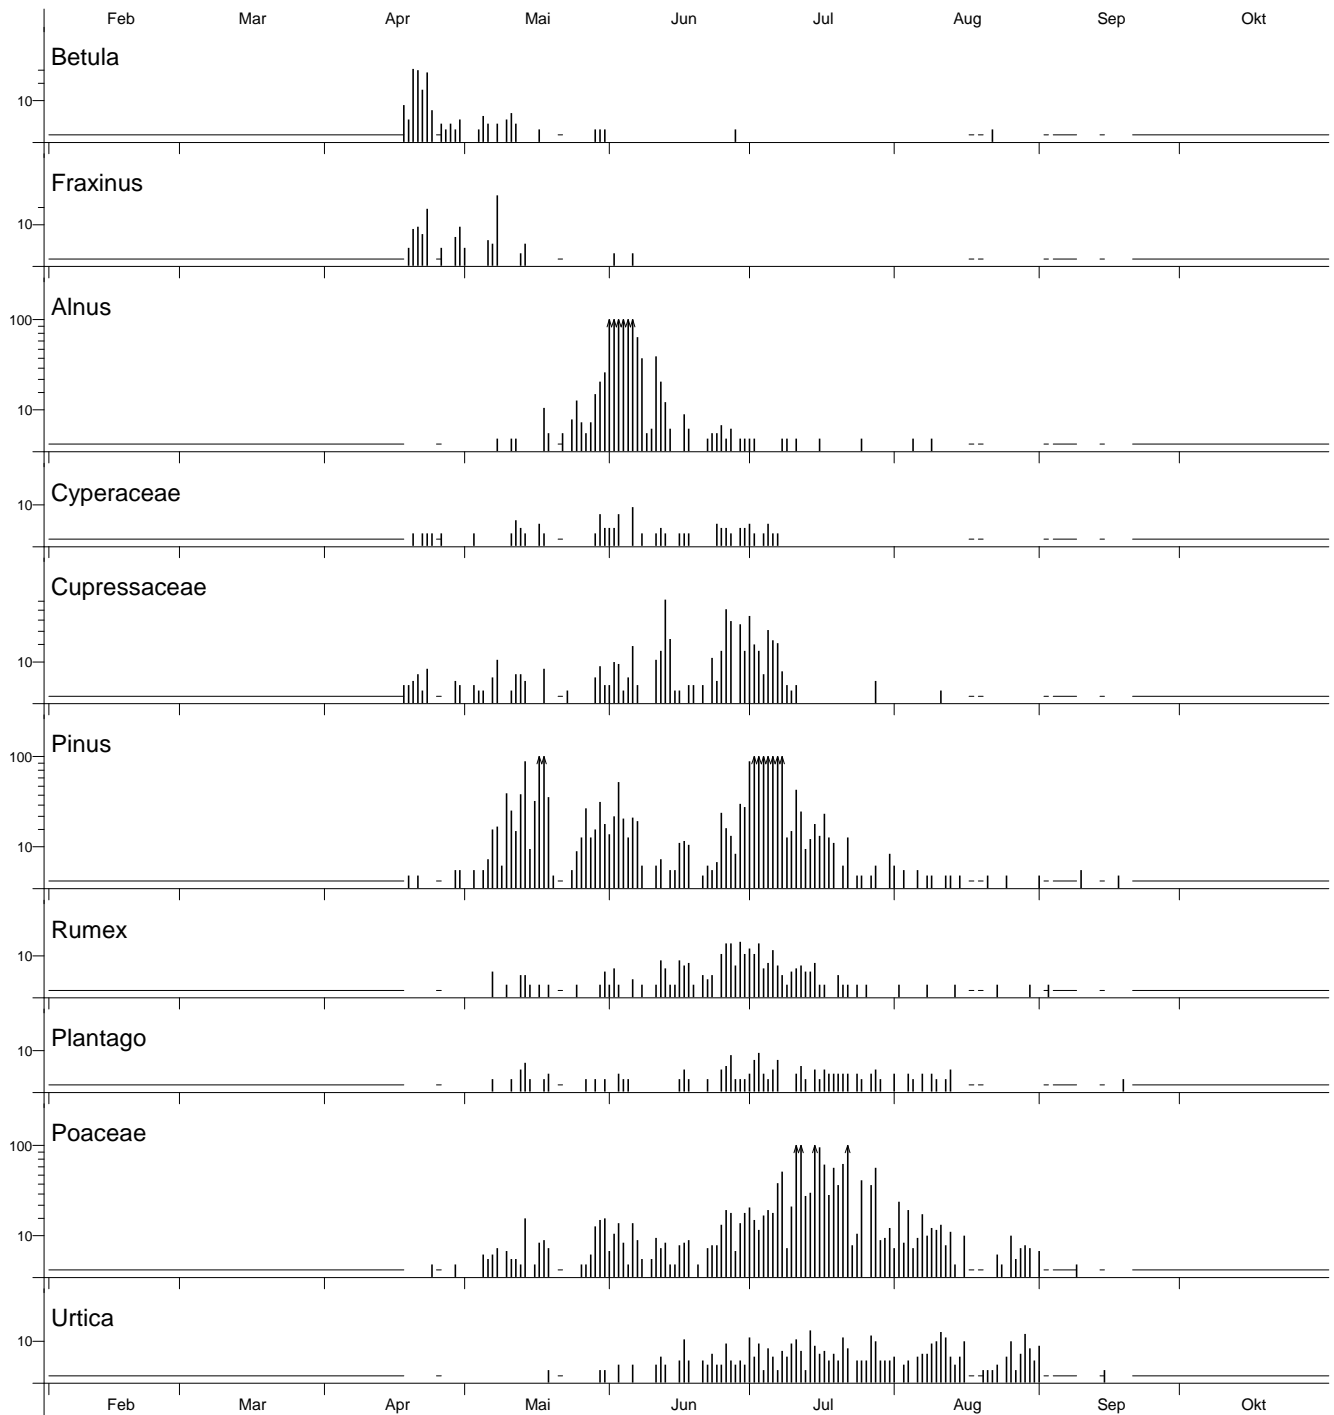 Feb Mar Apr Mai Jun Jul Aug Sep Okt
Betula
10
Fraxinus
10
Alnus
100
10
Cyperaceae
10
Cupressaceae
10
Pinus
100
10
Rumex
10
Plantago
10
Poaceae
100
10
Urtica
10
Feb Mar Apr Mai Jun Jul Aug Sep Okt